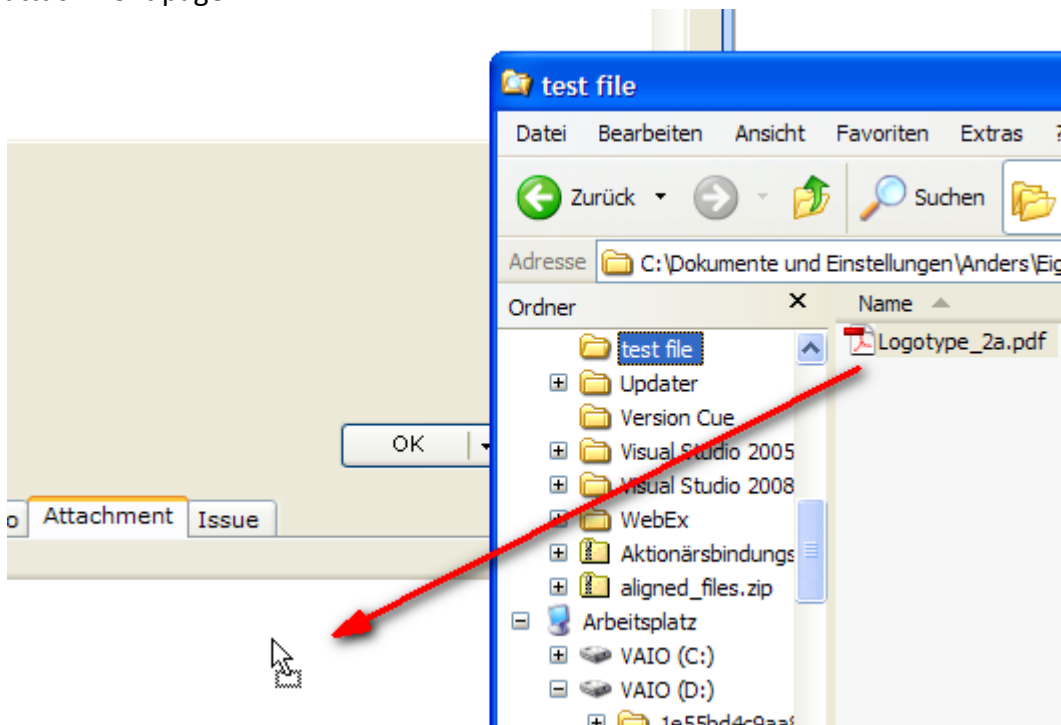 test file
Datei Bearbeiten Ansicht Favoriten Extras ?
Zurück Suchen
Adresse C:\Dokumente und Einstellungen\Anders\Eig
Ordner Name
test file Logotype_2a.pdf
Updater
Version Cue
Visual Studio 2005
OK
Visual Studio 2008
o Attachment Issue
WebEx
Aktionärsbindungs
aligned_files.zip
Arbeitsplatz
VAIO (C:)
VAIO (D:)